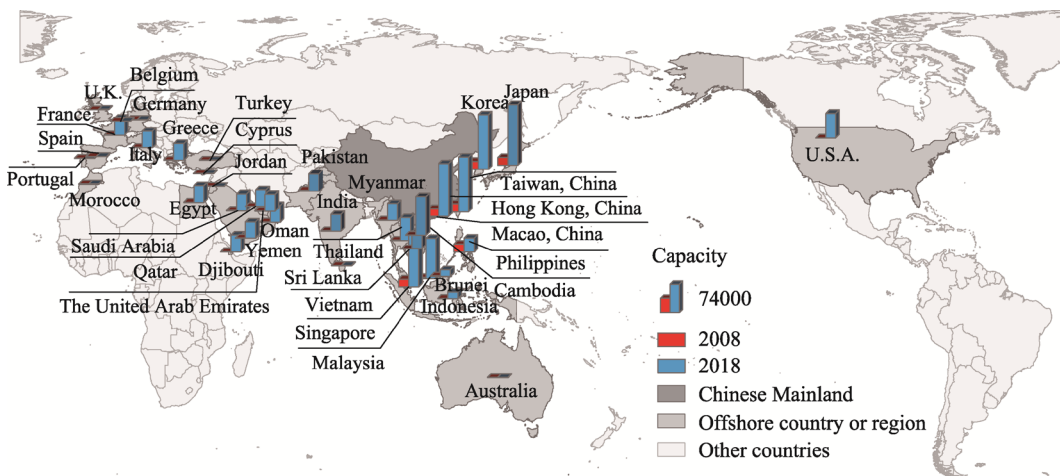 Belgium
U.K.
France
Germany
Turkey
Spain
Greece
Cyprus
Italy
Portugal
Jordan
Pakistan
Morocco
Egypt
India
Myanmar
Korea
Japan
Taiwan, China
Hong Kong, China
Macao, China
Philippines
Cambodia
Saudi Arabia
Oman
Yemen
Qatar
Djibouti
The United Arab Emirates
Thailand
Sri Lanka
Vietnam
Singapore
Malaysia
Brunei
Indonesia
Australia
U.S.A.
Capacity
74000
2008
2018
Chinese Mainland
Offshore country or region
Other countries